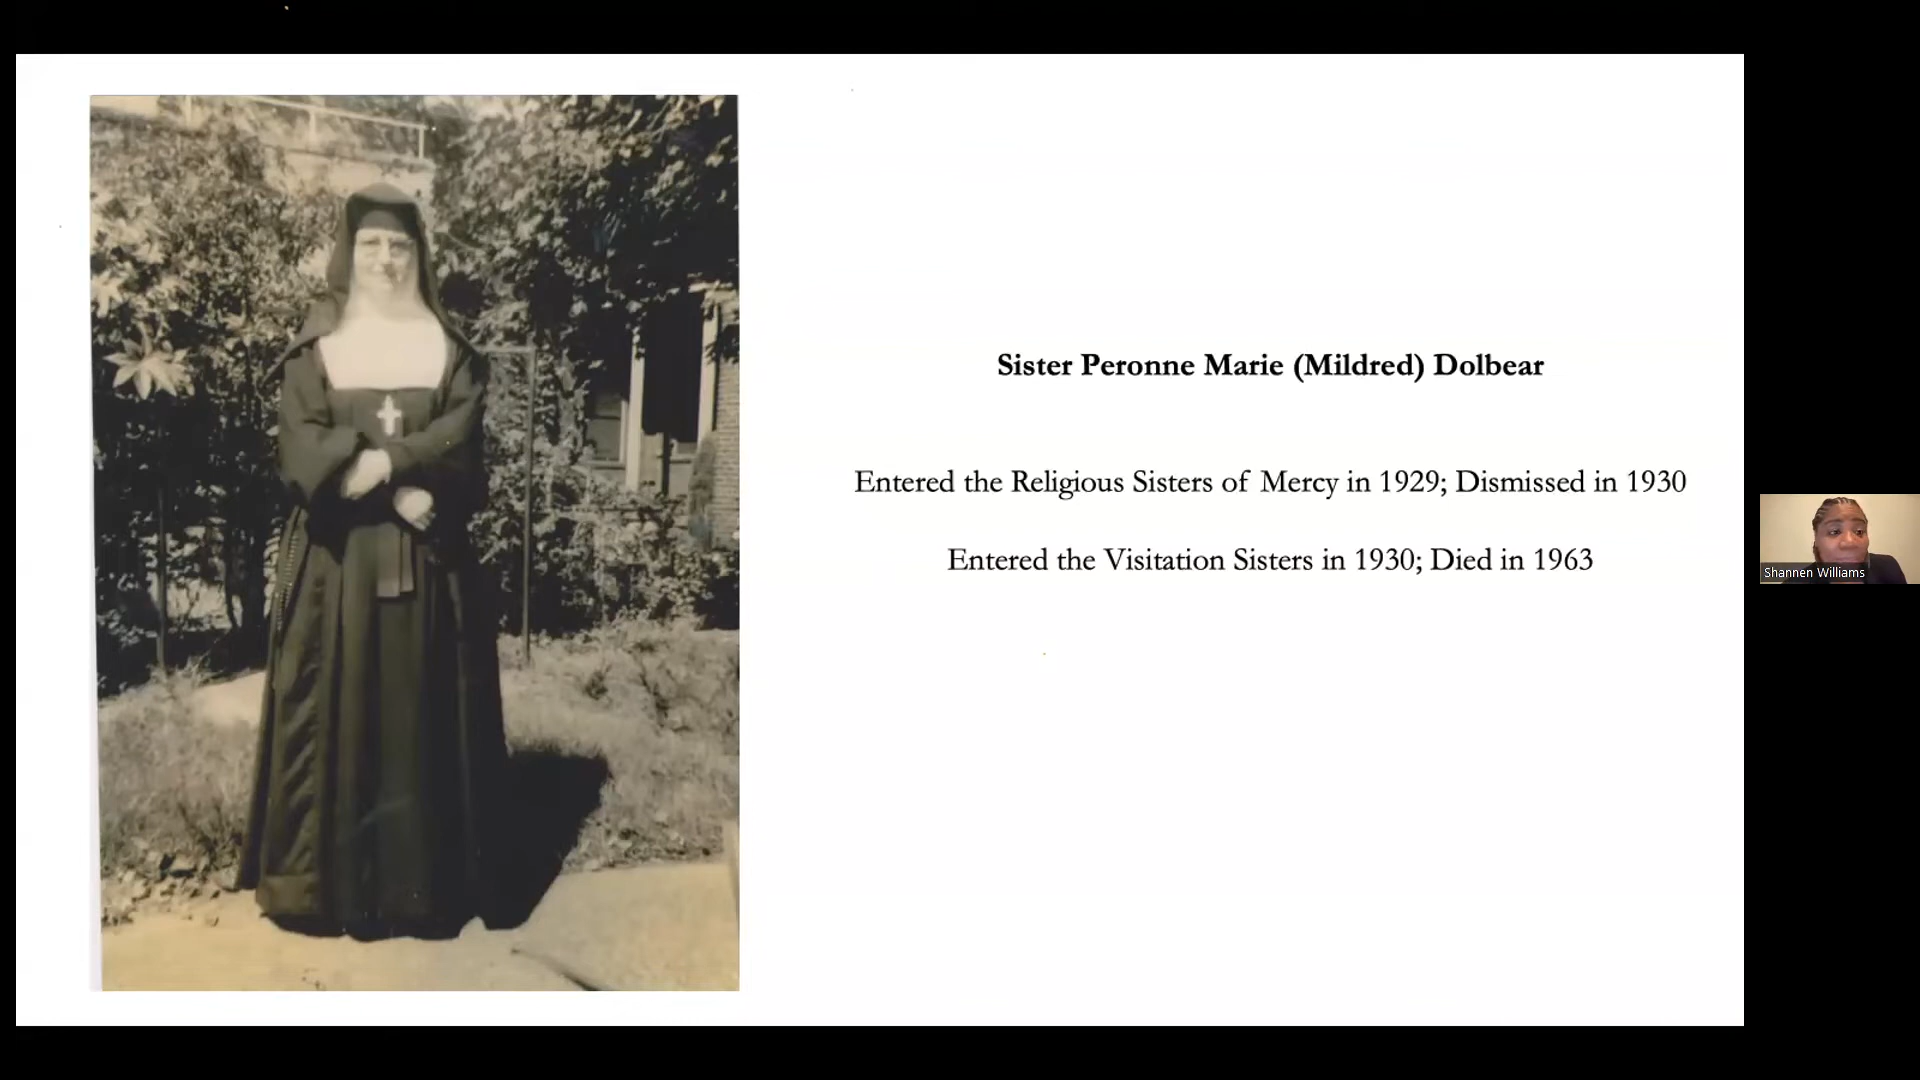 Sister Peronne Marie (Mildred) Dolbear
Entered the Religious Sisters of Mercy in 1929; Dismissed in 1930
Entered the Visitation Sisters in 1930; Died in 1963
Shannen Williams